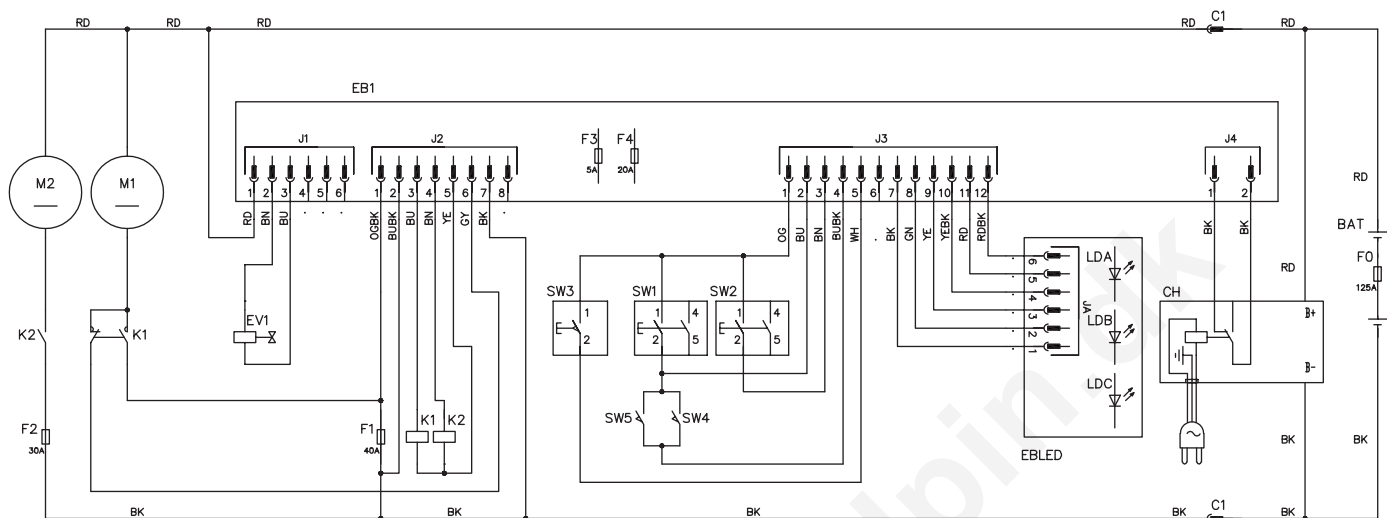 RD RD RD RD C1 RD
EB1
J1 J2 F3 F4 J3 J4
5A 20A
M2 M1
1 2 3 4 5 6 1 2 3 4 5 6 7 8 1 2 3 4 5 6 7 8 9 10 11 12 1 2
RD
RD BN BU . . . OGBK BUBK BU BN YE GY BK . OG BU BN BUBK WH . BK GN YE YEBK RD RDBK BK BK
BAT
F0
125A
RD
6 5 4 3 2 1
JA
LDA
LDB
LDC
EBLED
CH
B+
B-
SW3 SW1 SW2
1 1 4 1 4
2 2 5 2 5
K2 K1 EV1
SW5 SW4
F2
30A
F1
40A
K1 K2
BK BK
BK BK BK BK C1 BK
lpin.dk